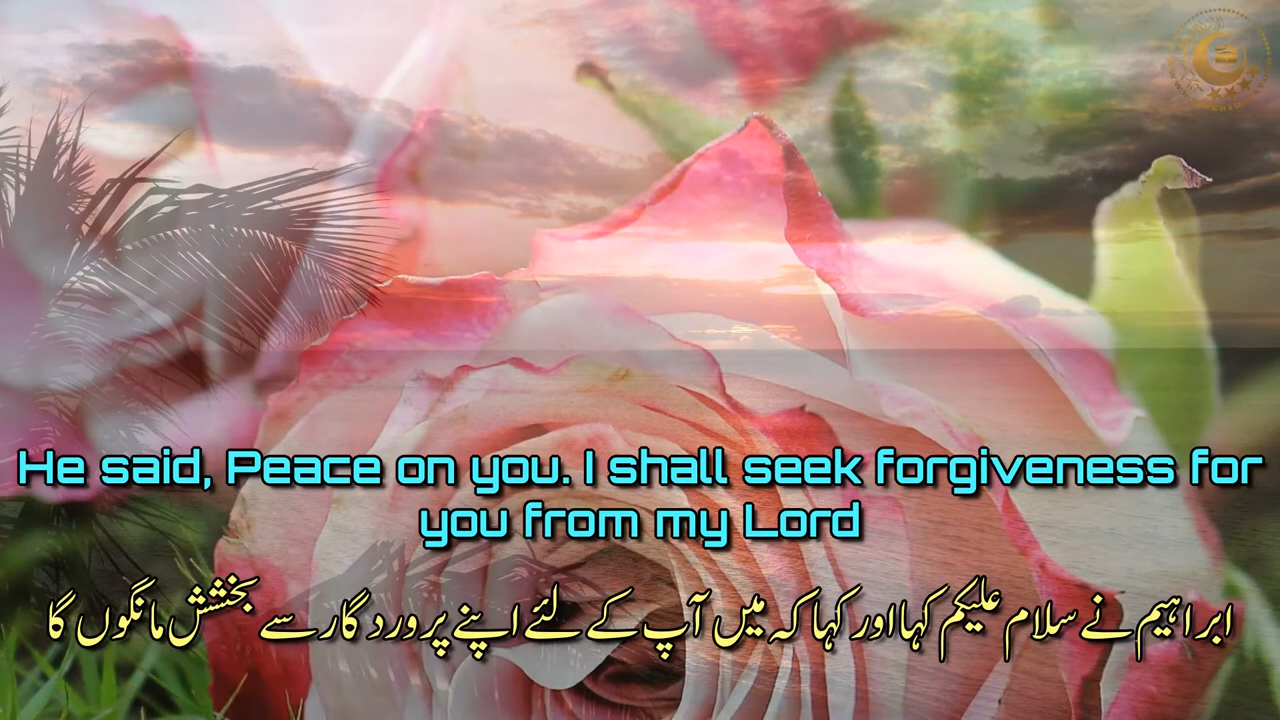 He said, Peace on you. I shall seek forgiveness for
you from my Lord
ابراہیم نے سلام علیکم کہا اور کہا کہ میں آپ کے لئے اپنے پروردگار سے بخشش مانگوں گا